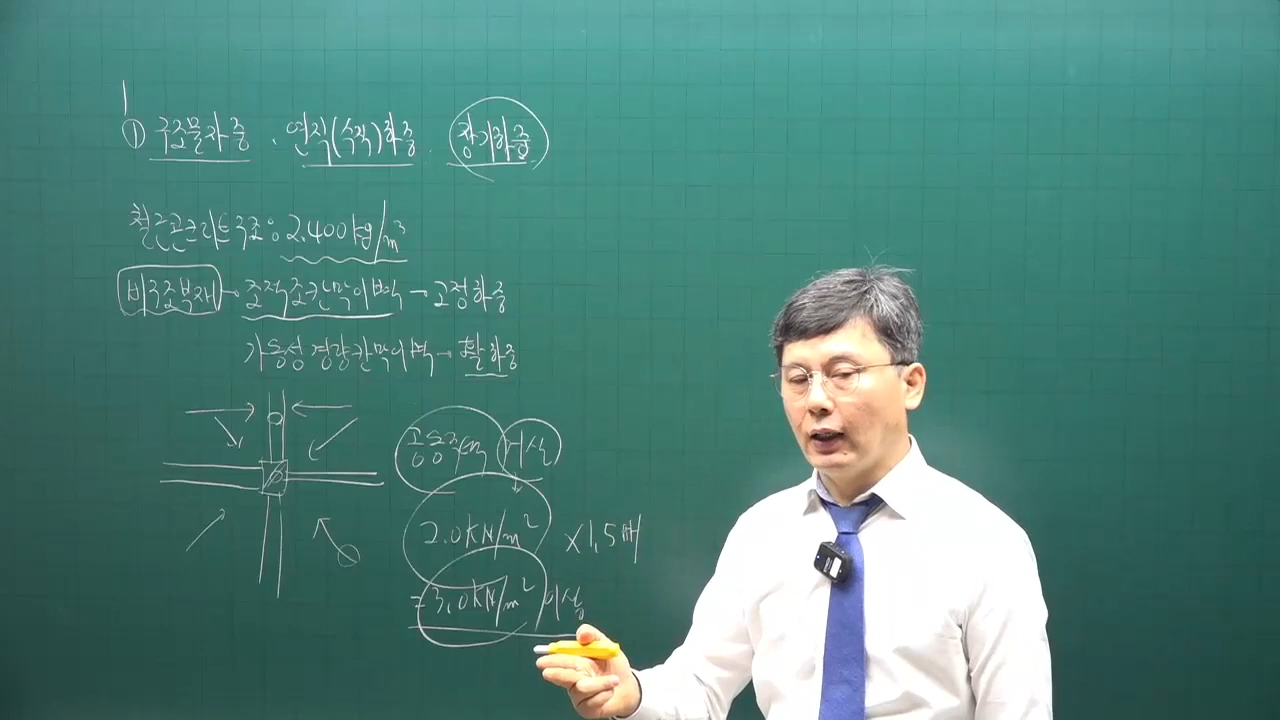 ① 구조물자중 . 연직(수직)하중 . 장기하중
철근콘크리트구조 : 2,400kg/m³
비구조부재 → 조적조칸막이벽 → 고정하중
가동성 경량칸막이벽 → 활하중
공동주택 거실
2.0KN/m² ×1,5배
=3.0KN/m² 이상